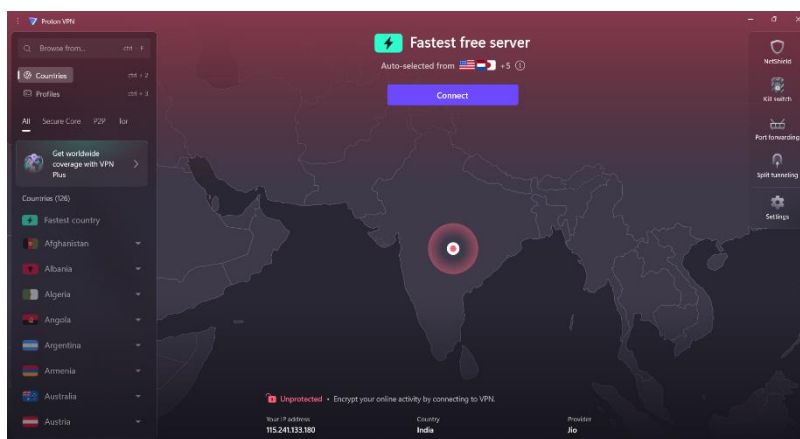 Proton VPN
Browse from... ctrl + F
Countries ctrl + 2
Profiles ctrl + 3
All Secure Core P2P Tor
Get worldwide
coverage with VPN
Plus
Countries (126)
Fastest country
Afghanistan
Albania
Algeria
Angola
Argentina
Armenia
Australia
Austria
Fastest free server
Auto-selected from +5
Connect
Unprotected • Encrypt your online activity by connecting to VPN.
Your IP address Country Provider
115.241.133.180 India Jio
NetShield
Kill switch
Port forwarding
Split tunneling
Settings